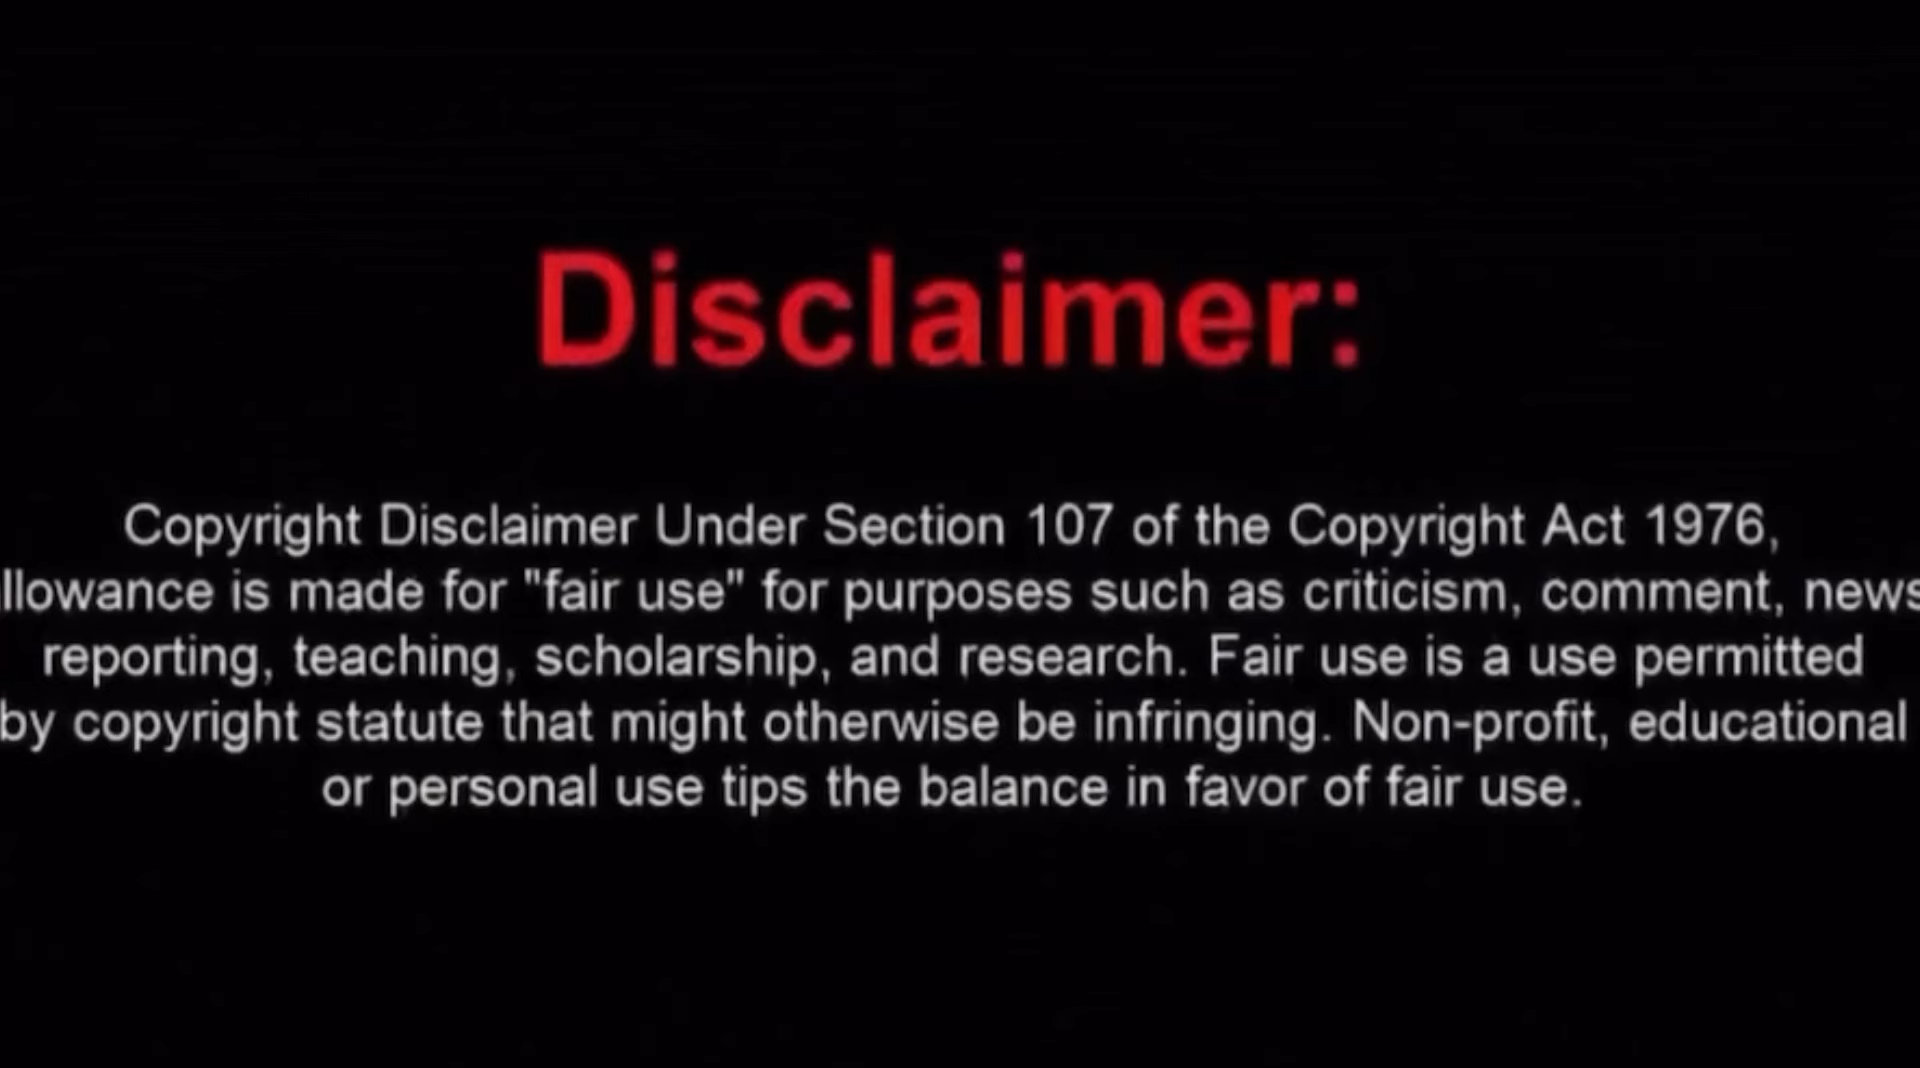 Disclaimer:
Copyright Disclaimer Under Section 107 of the Copyright Act 1976,
llowance is made for "fair use" for purposes such as criticism, comment, news
reporting, teaching, scholarship, and research. Fair use is a use permitted
by copyright statute that might otherwise be infringing. Non-profit, educational
or personal use tips the balance in favor of fair use.